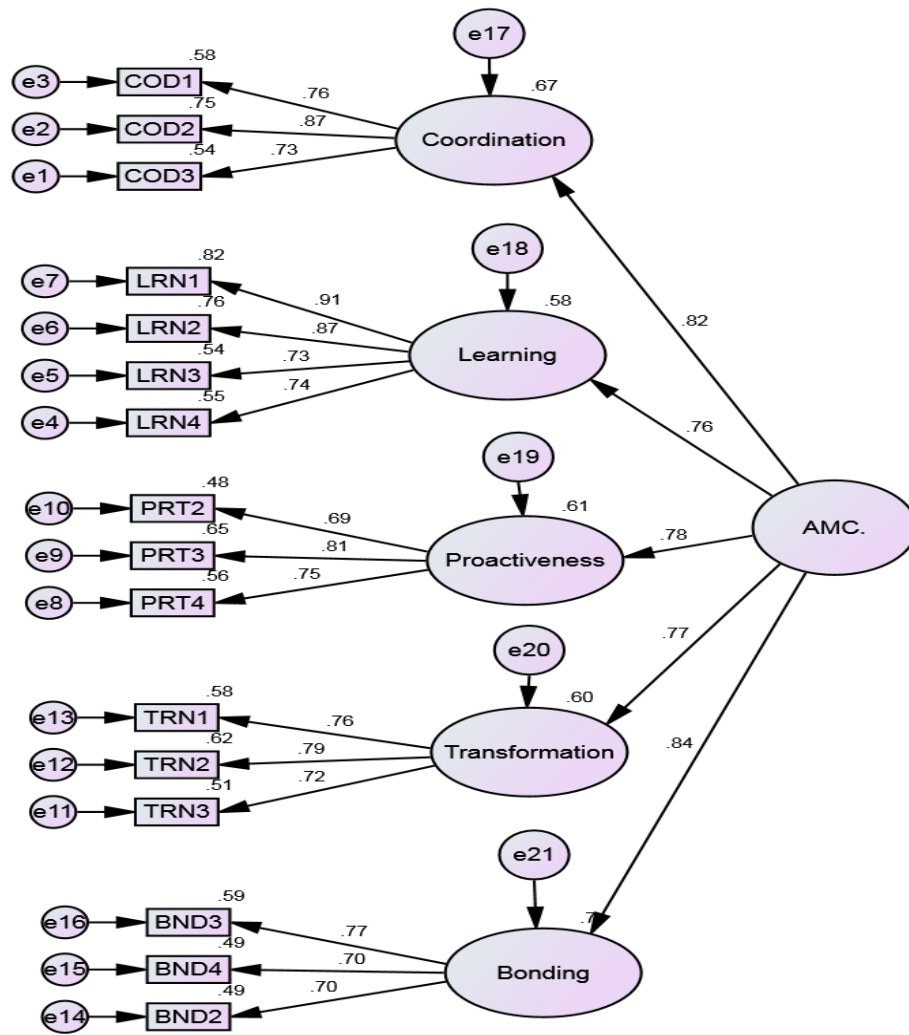 e17
.67
Coordination
.58
e3 COD1 .76
.75
e2 COD2 .87
.54
e1 COD3 .73
e18
.58
Learning
.82
e7 LRN1 .91
.76
e6 LRN2 .87
.54
e5 LRN3 .73
.55
e4 LRN4 .74
.82
.76
.78
.77
.84
AMC.
e19
.61
Proactiveness
.48
e10 PRT2 .69
.65
e9 PRT3 .81
.56
e8 PRT4 .75
e20
.60
Transformation
.58
e13 TRN1 .76
.62
e12 TRN2 .79
.51
e11 TRN3 .72
e21
Bonding
.59
e16 BND3 .77
.49
e15 BND4 .70
.49
e14 BND2 .70